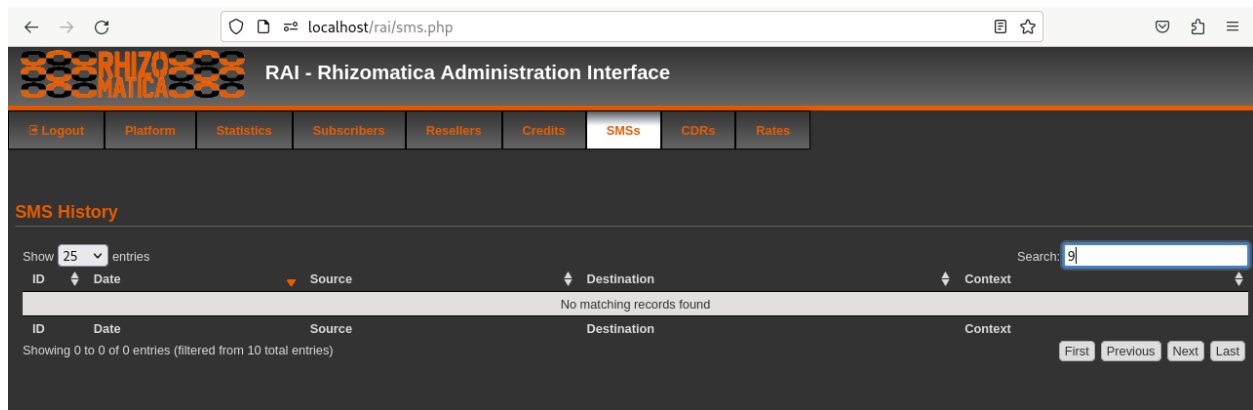 localhost/rai/sms.php
RHIZO
MATICA
RAI - Rhizomatica Administration Interface
Logout Platform Statistics Subscribers Resellers Credits SMSs CDRs Rates
SMS History
Show 25 entries Search: 9
ID Date Source Destination Context
No matching records found
ID Date Source Destination Context
Showing 0 to 0 of 0 entries (filtered from 10 total entries) First Previous Next Last